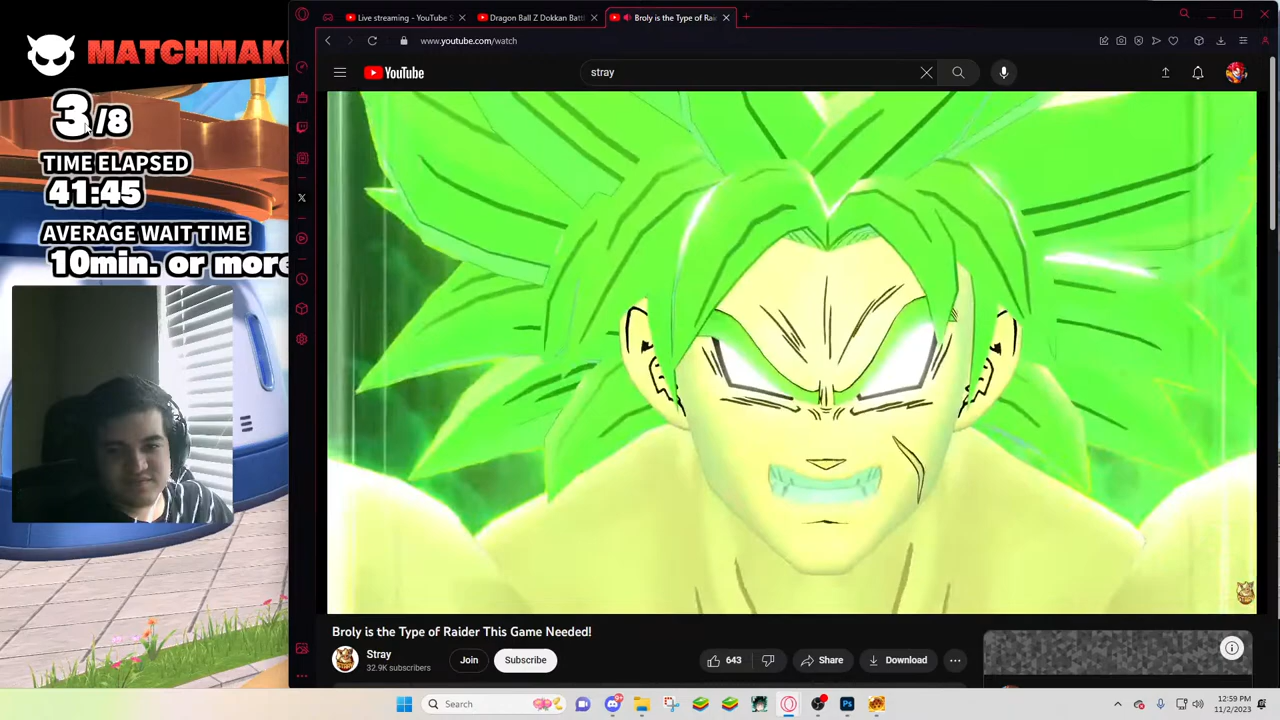 Live streaming - YouTube S
Dragon Ball Z Dokkan Battl
Broly is the Type of Rai
www.youtube.com/watch
YouTube
stray
MATCHMAK
3/8
TIME ELAPSED
41:45
AVERAGE WAIT TIME
10min. or more
Broly is the Type of Raider This Game Needed!
Stray
32.9K subscribers
Join
Subscribe
643
Share
Download
Search
12:59 PM
11/2/2023